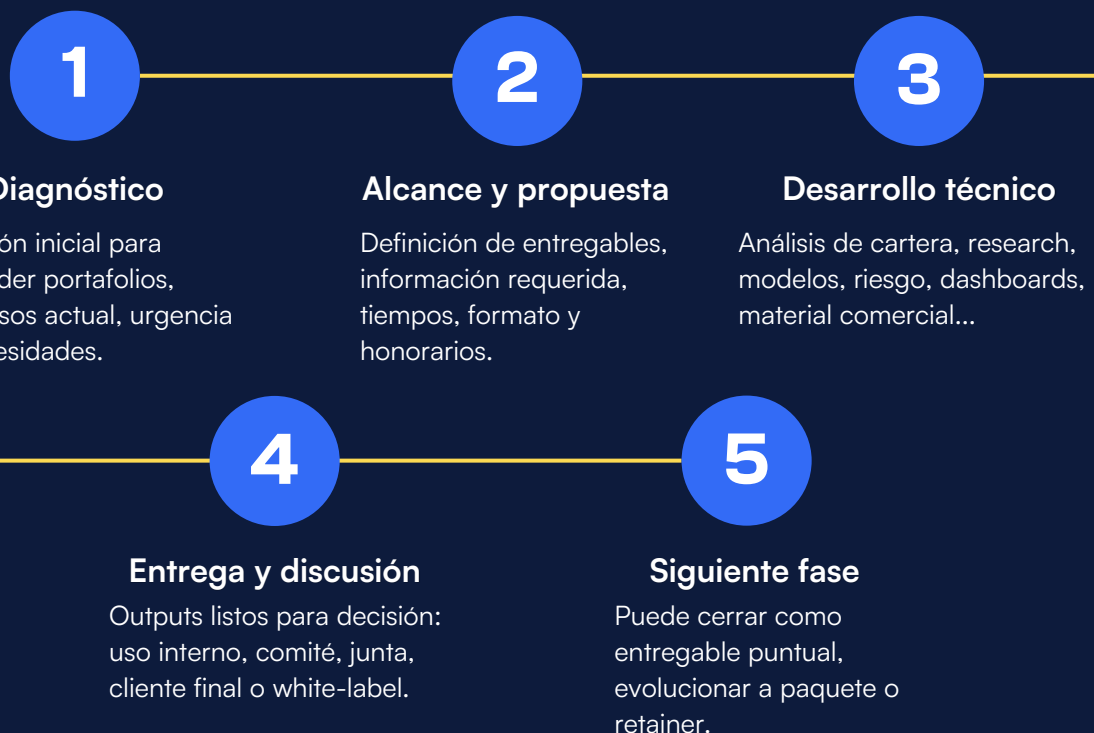 1
2
3
Diagnóstico
ón inicial para
der portafolios,
sos actual, urgencia
esidades.
Alcance y propuesta
Definición de entregables,
información requerida,
tiempos, formato y
honorarios.
Desarrollo técnico
Análisis de cartera, research,
modelos, riesgo, dashboards,
material comercial...
4
5
Entrega y discusión
Outputs listos para decisión:
uso interno, comité, junta,
cliente final o white-label.
Siguiente fase
Puede cerrar como
entregable puntual,
evolucionar a paquete o
retainer.